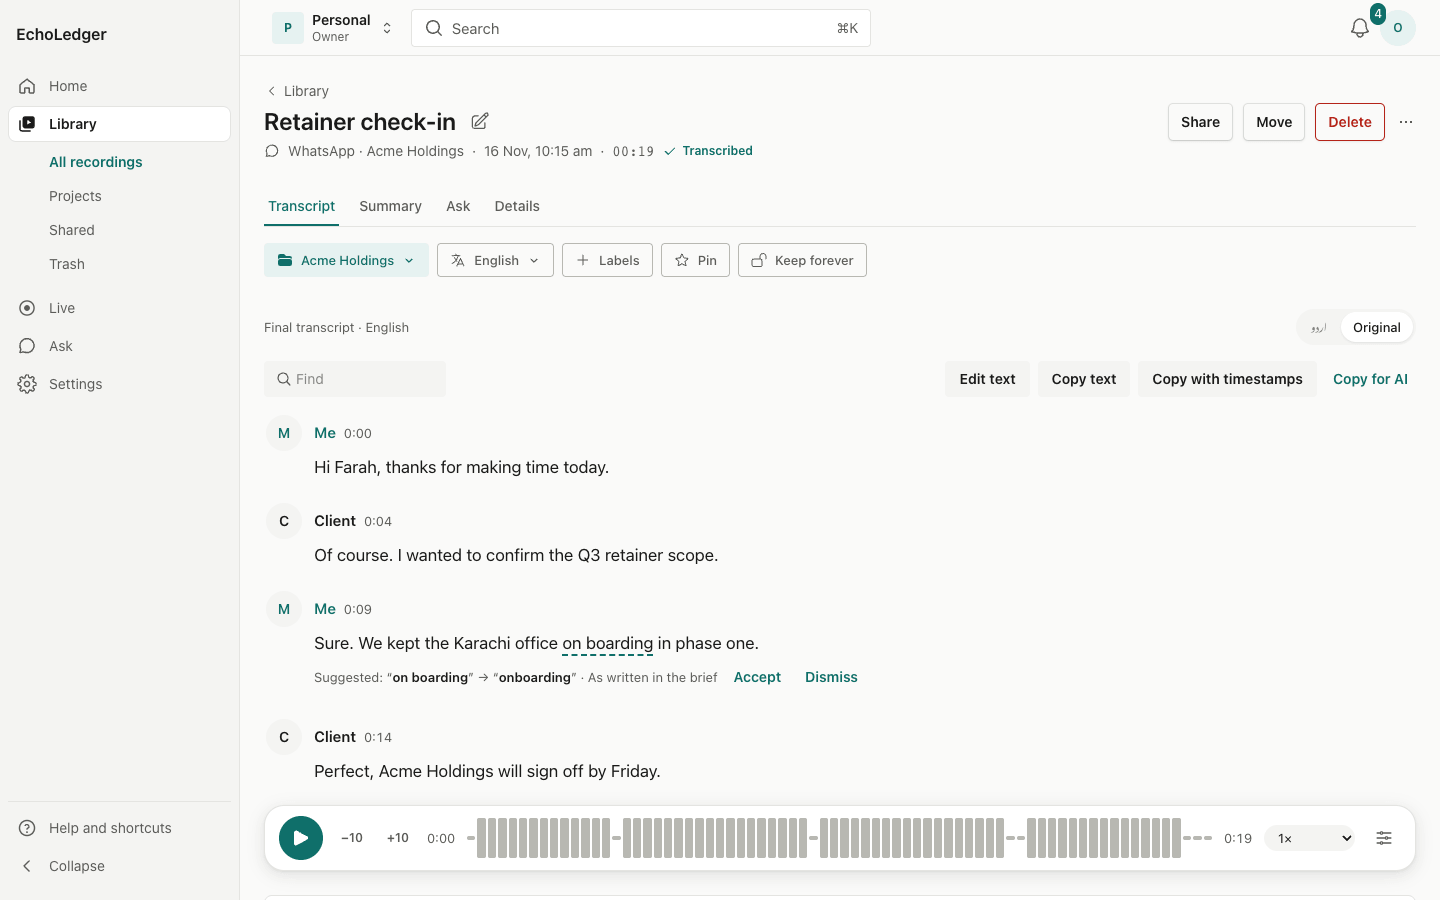 EchoLedger
Home
Library
All recordings
Projects
Shared
Trash
Live
Ask
Settings
Help and shortcuts
Collapse
P
Personal
Owner
Search
⌘K
4
O
Library
Retainer check-in
Share
Move
Delete
WhatsApp · Acme Holdings · 16 Nov, 10:15 am · 00:19 Transcribed
Transcript Summary Ask Details
Acme Holdings English Labels Pin Keep forever
Final transcript · English
اردو Original
Find
Edit text Copy text Copy with timestamps Copy for AI
M Me 0:00
Hi Farah, thanks for making time today.
C Client 0:04
Of course. I wanted to confirm the Q3 retainer scope.
M Me 0:09
Sure. We kept the Karachi office on boarding in phase one.
Suggested: “on boarding” → “onboarding” · As written in the brief Accept Dismiss
C Client 0:14
Perfect, Acme Holdings will sign off by Friday.
−10 +10 0:00 0:19 1×